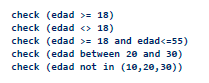 check (edad >= 18)
check (edad <> 18)
check (edad >= 18 and edad<=55)
check (edad between 20 and 30)
check (edad not in (10,20,30))